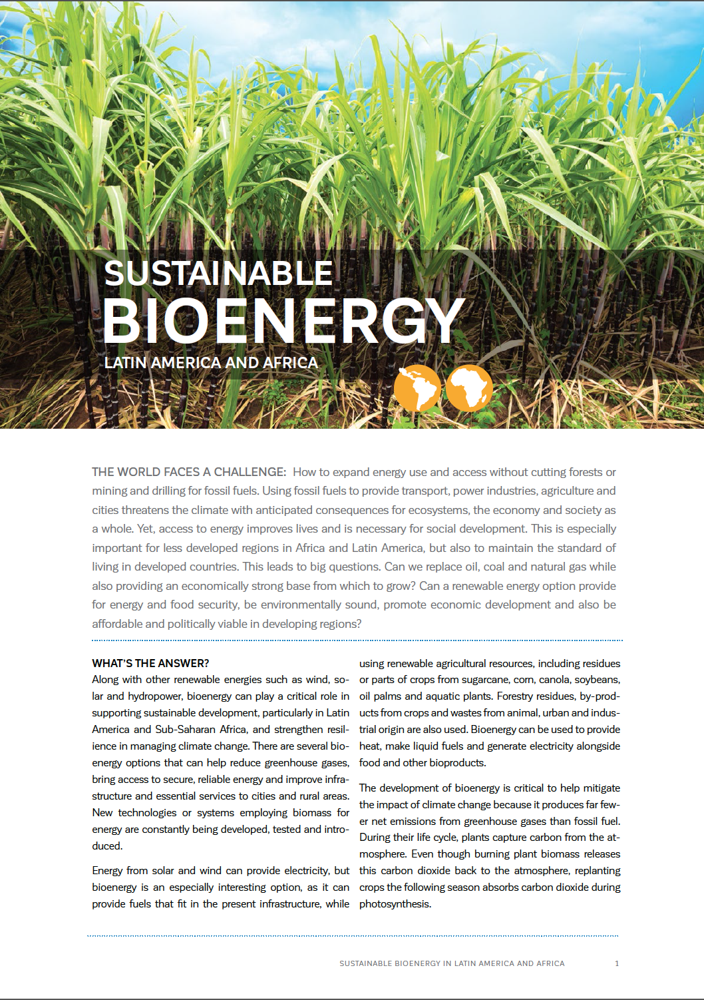 SUSTAINABLE
BIOENERGY
LATIN AMERICA AND AFRICA
THE WORLD FACES A CHALLENGE: How to expand energy use and access without cutting forests or
mining and drilling for fossil fuels. Using fossil fuels to provide transport, power industries, agriculture and
cities threatens the climate with anticipated consequences for ecosystems, the economy and society as
a whole. Yet, access to energy improves lives and is necessary for social development. This is especially
important for less developed regions in Africa and Latin America, but also to maintain the standard of
living in developed countries. This leads to big questions. Can we replace oil, coal and natural gas while
also providing an economically strong base from which to grow? Can a renewable energy option provide
for energy and food security, be environmentally sound, promote economic development and also be
affordable and politically viable in developing regions?
WHAT'S THE ANSWER?
Along with other renewable energies such as wind, so-
lar and hydropower, bioenergy can play a critical role in
supporting sustainable development, particularly in Latin
America and Sub-Saharan Africa, and strengthen resil-
ience in managing climate change. There are several bio-
energy options that can help reduce greenhouse gases,
bring access to secure, reliable energy and improve infra-
structure and essential services to cities and rural areas.
New technologies or systems employing biomass for
energy are constantly being developed, tested and intro-
duced.
Energy from solar and wind can provide electricity, but
bioenergy is an especially interesting option, as it can
provide fuels that fit in the present infrastructure, while
using renewable agricultural resources, including residues
or parts of crops from sugarcane, corn, canola, soybeans,
oil palms and aquatic plants. Forestry residues, by-prod-
ucts from crops and wastes from animal, urban and indus-
trial origin are also used. Bioenergy can be used to provide
heat, make liquid fuels and generate electricity alongside
food and other bioproducts.
The development of bioenergy is critical to help mitigate
the impact of climate change because it produces far few-
er net emissions from greenhouse gases than fossil fuel.
During their life cycle, plants capture carbon from the at-
mosphere. Even though burning plant biomass releases
this carbon dioxide back to the atmosphere, replanting
crops the following season absorbs carbon dioxide during
photosynthesis.
SUSTAINABLE BIOENERGY IN LATIN AMERICA AND AFRICA 1